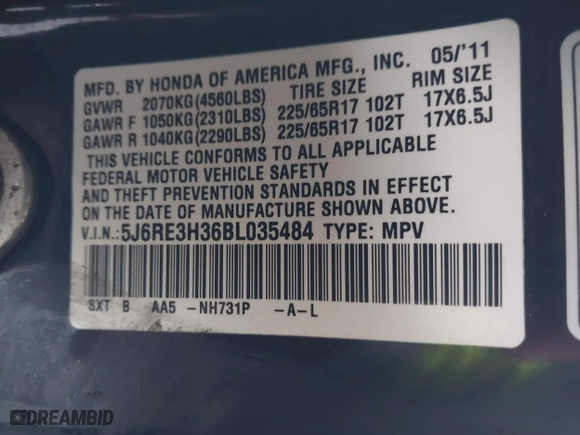 MFD. BY HONDA OF AMERICA MFG., INC. 05/'11
GVWR 2070KG(4560LBS) TIRE SIZE RIM SIZE
GAWR F 1050KG(2310LBS) 225/65R17 102T 17X6.5J
GAWR R 1040KG(2290LBS) 225/65R17 102T 17X6.5J
THIS VEHICLE CONFORMS TO ALL APPLICABLE
FEDERAL MOTOR VEHICLE SAFETY
AND THEFT PREVENTION STANDARDS IN EFFECT
ON THE DATE OF MANUFACTURE SHOWN ABOVE.
V.I.N.: 5J6RE3H36BL035484 TYPE: MPV
SXT B AA5 -NH731P -A-L
DREAMBID